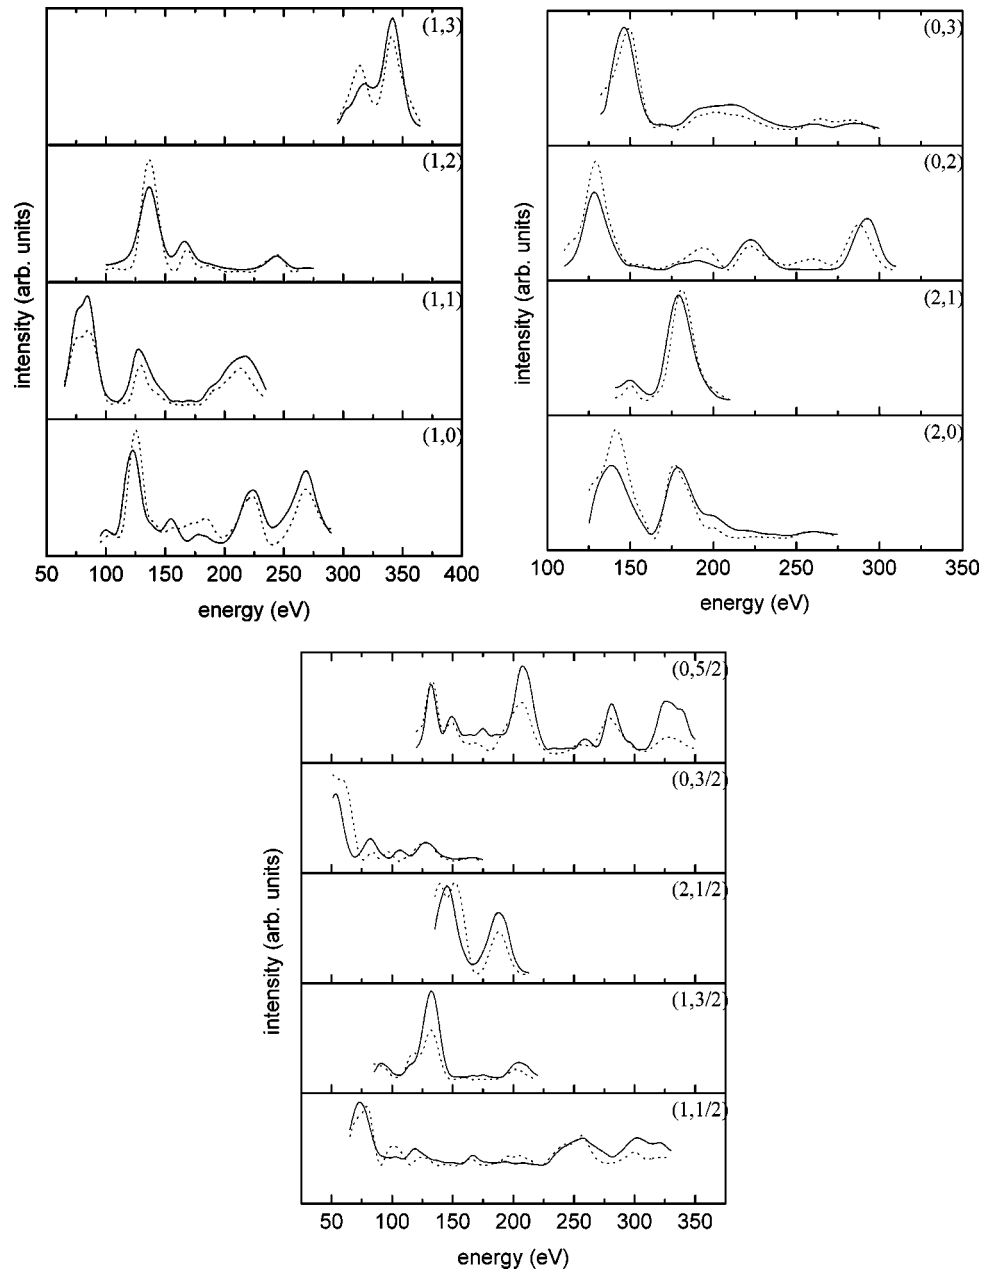 (1,3)
(1,2)
(1,1)
(1,0)
intensity (arb. units)
50 100 150 200 250 300 350 400
energy (eV)
(0,3)
(0,2)
(2,1)
(2,0)
intensity (arb. units)
100 150 200 250 300 350
energy (eV)
(0,5/2)
(0,3/2)
(2,1/2)
(1,3/2)
(1,1/2)
intensity (arb. units)
50 100 150 200 250 300 350
energy (eV)